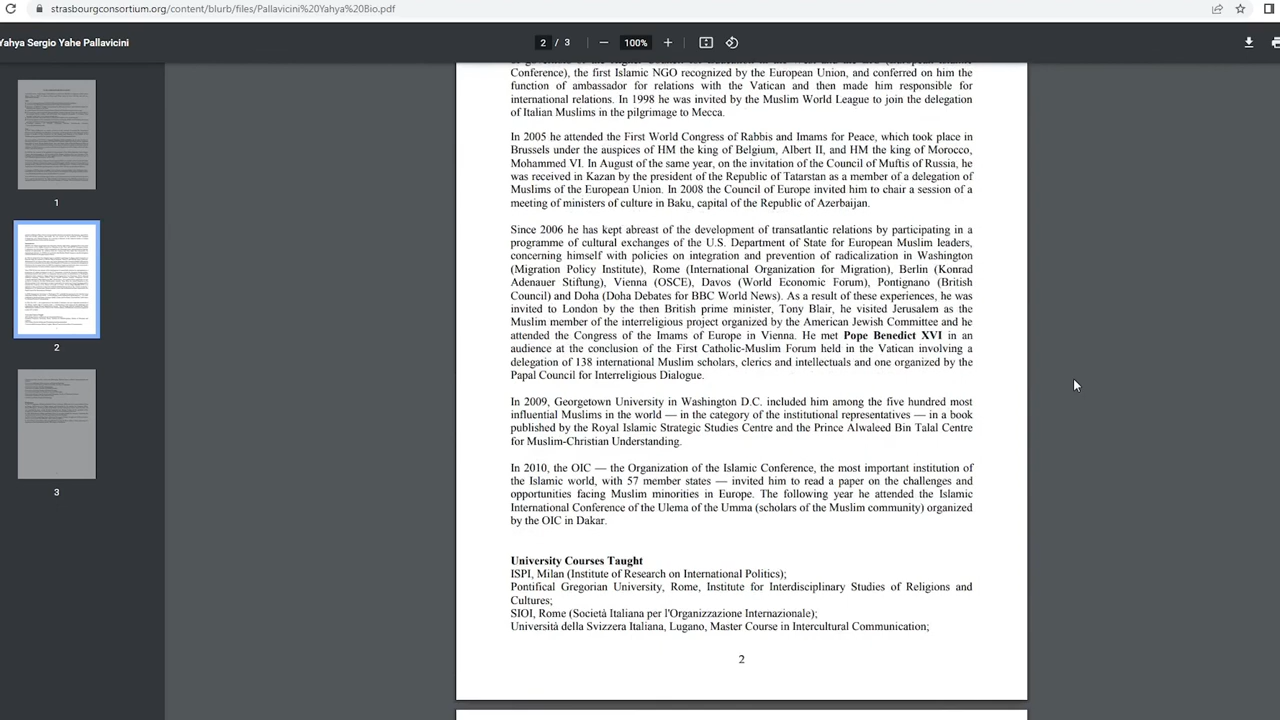 strasbourgconsortium.org/content/blurb/files/Pallavicini%20Yahya%20Bio.pdf
Yahya Sergio Yahe Pallavicini
2 / 3
100%
1
2
3
Conference), the first Islamic NGO recognized by the European Union, and conferred on him the
function of ambassador for relations with the Vatican and then made him responsible for
international relations. In 1998 he was invited by the Muslim World League to join the delegation
of Italian Muslims in the pilgrimage to Mecca.
In 2005 he attended the First World Congress of Rabbis and Imams for Peace, which took place in
Brussels under the auspices of HM the king of Belgium, Albert II, and HM the king of Morocco,
Mohammed VI. In August of the same year, on the invitation of the Council of Muftis of Russia, he
was received in Kazan by the president of the Republic of Tatarstan as a member of a delegation of
Muslims of the European Union. In 2008 the Council of Europe invited him to chair a session of a
meeting of ministers of culture in Baku, capital of the Republic of Azerbaijan.
Since 2006 he has kept abreast of the development of transatlantic relations by participating in a
programme of cultural exchanges of the U.S. Department of State for European Muslim leaders,
concerning himself with policies on integration and prevention of radicalization in Washington
(Migration Policy Institute), Rome (International Organization for Migration), Berlin (Konrad
Adenauer Stiftung), Vienna (OSCE), Davos (World Economic Forum), Pontignano (British
Council) and Doha (Doha Debates for BBC World News). As a result of these experiences, he was
invited to London by the then British prime minister, Tony Blair, he visited Jerusalem as the
Muslim member of the interreligious project organized by the American Jewish Committee and he
attended the Congress of the Imams of Europe in Vienna. He met Pope Benedict XVI in an
audience at the conclusion of the First Catholic-Muslim Forum held in the Vatican involving a
delegation of 138 international Muslim scholars, clerics and intellectuals and one organized by the
Papal Council for Interreligious Dialogue.
In 2009, Georgetown University in Washington D.C. included him among the five hundred most
influential Muslims in the world — in the category of the institutional representatives — in a book
published by the Royal Islamic Strategic Studies Centre and the Prince Alwaleed Bin Talal Centre
for Muslim-Christian Understanding.
In 2010, the OIC — the Organization of the Islamic Conference, the most important institution of
the Islamic world, with 57 member states — invited him to read a paper on the challenges and
opportunities facing Muslim minorities in Europe. The following year he attended the Islamic
International Conference of the Ulema of the Umma (scholars of the Muslim community) organized
by the OIC in Dakar.
University Courses Taught
ISPI, Milan (Institute of Research on International Politics);
Pontifical Gregorian University, Rome, Institute for Interdisciplinary Studies of Religions and
Cultures;
SIOI, Rome (Società Italiana per l'Organizzazione Internazionale);
Università della Svizzera Italiana, Lugano, Master Course in Intercultural Communication;
2